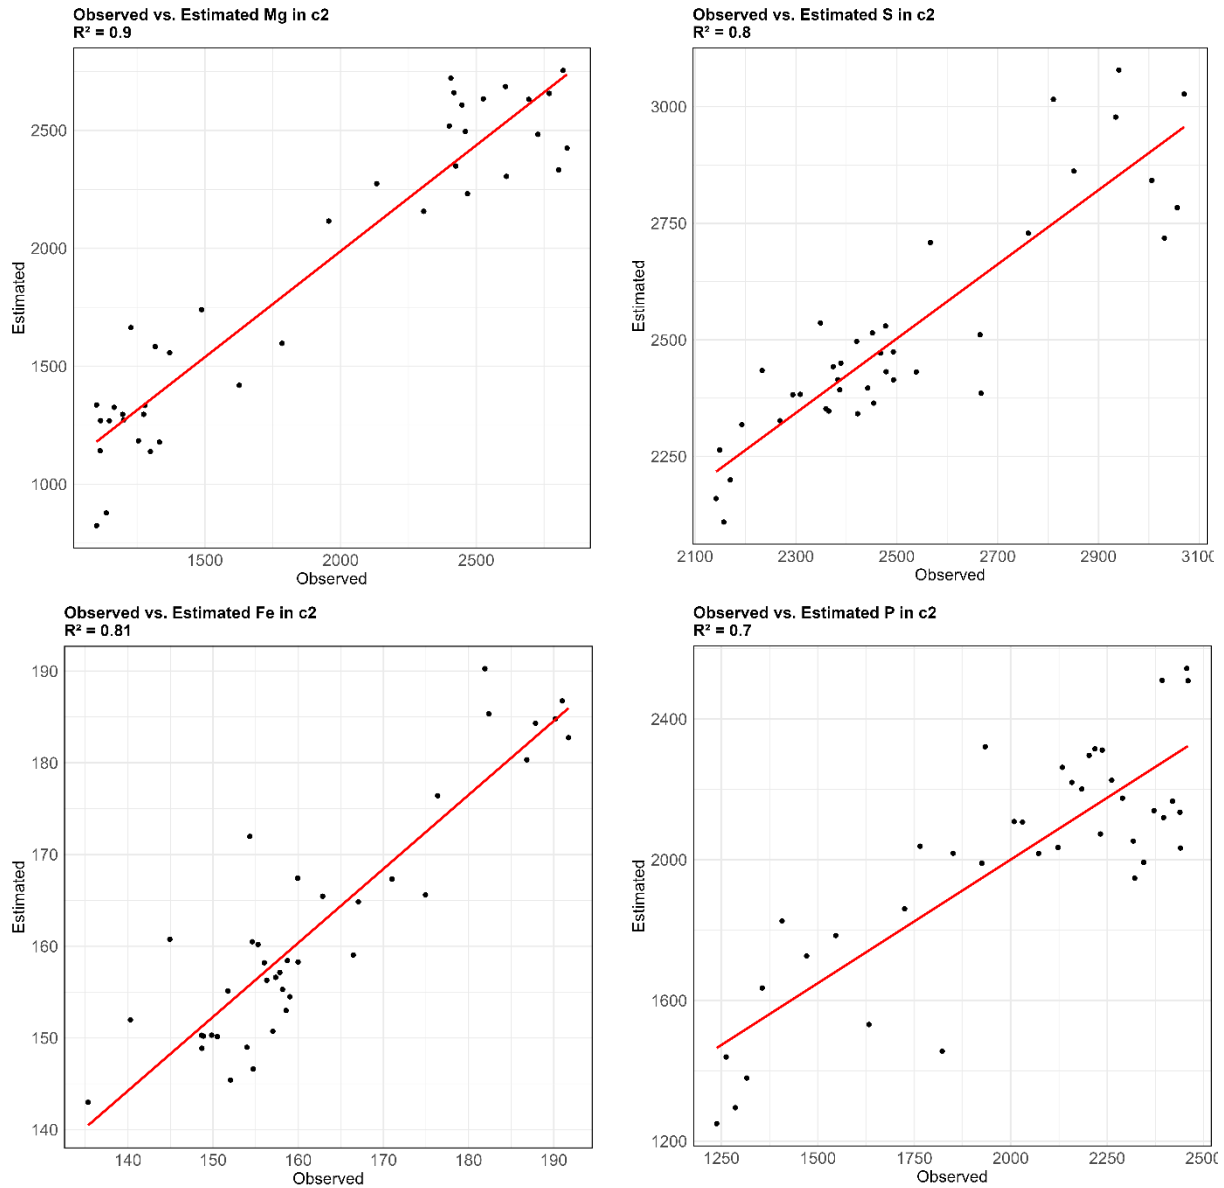 Observed vs. Estimated Mg in c2
R² = 0.9
2500
2000
1500
1000
Estimated
1500 2000 2500
Observed
Observed vs. Estimated S in c2
R² = 0.8
3000
2750
2500
2250
Estimated
2100 2300 2500 2700 2900 3100
Observed
Observed vs. Estimated Fe in c2
R² = 0.81
190
180
170
160
150
140
Estimated
140 150 160 170 180 190
Observed
Observed vs. Estimated P in c2
R² = 0.7
2400
2000
1600
1200
Estimated
1250 1500 1750 2000 2250 2500
Observed